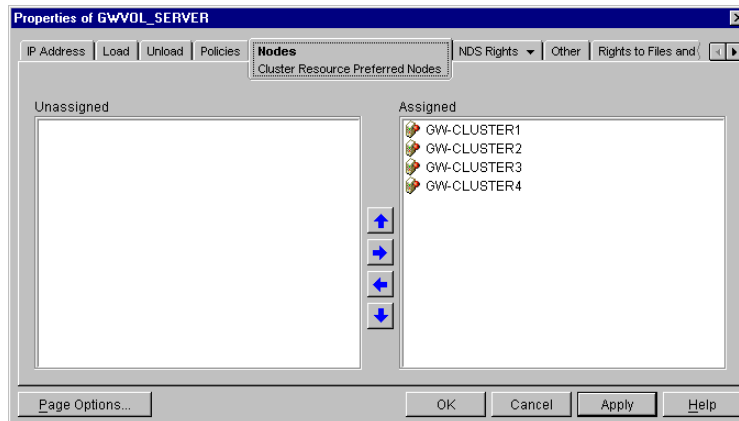 Properties of GWVOL_SERVER
IP Address Load Unload Policies Nodes NDS Rights Other Rights to Files and
Cluster Resource Preferred Nodes
Unassigned Assigned
GW-CLUSTER1
GW-CLUSTER2
GW-CLUSTER3
GW-CLUSTER4
Page Options... OK Cancel Apply Help